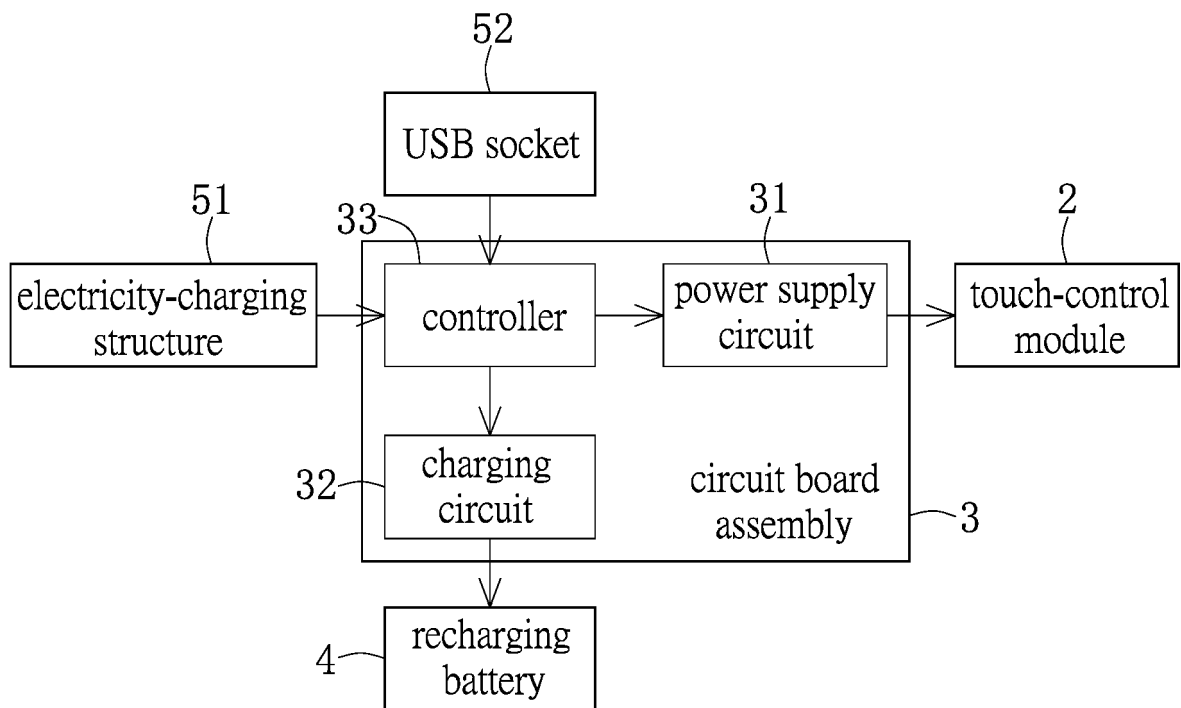 52
USB socket
51
33
31
2
electricity-charging
structure
controller
power supply
circuit
touch-control
module
32
charging
circuit
circuit board
assembly
3
4
recharging
battery